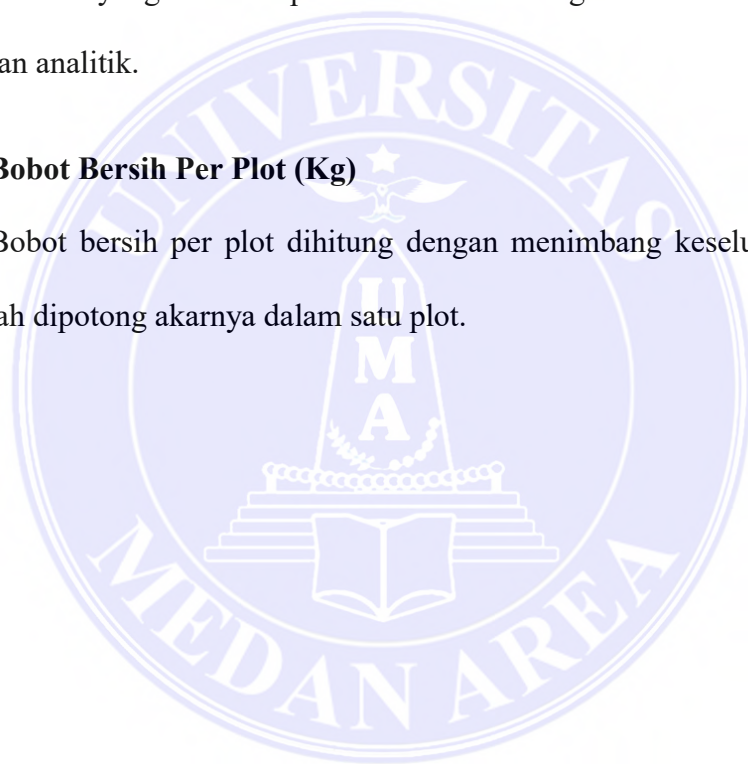 an analitik.
Bobot Bersih Per Plot (Kg)
Bobot bersih per plot dihitung dengan menimbang keselu
ah dipotong akarnya dalam satu plot.
UNIVERSITAS
U
M
A
MEDAN AREA